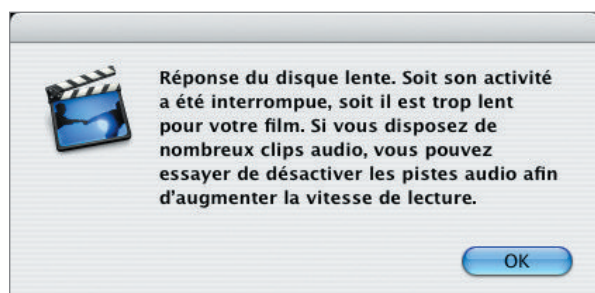 Réponse du disque lente. Soit son activité
a été interrompue, soit il est trop lent
pour votre film. Si vous disposez de
nombreux clips audio, vous pouvez
essayer de désactiver les pistes audio afin
d'augmenter la vitesse de lecture.
OK